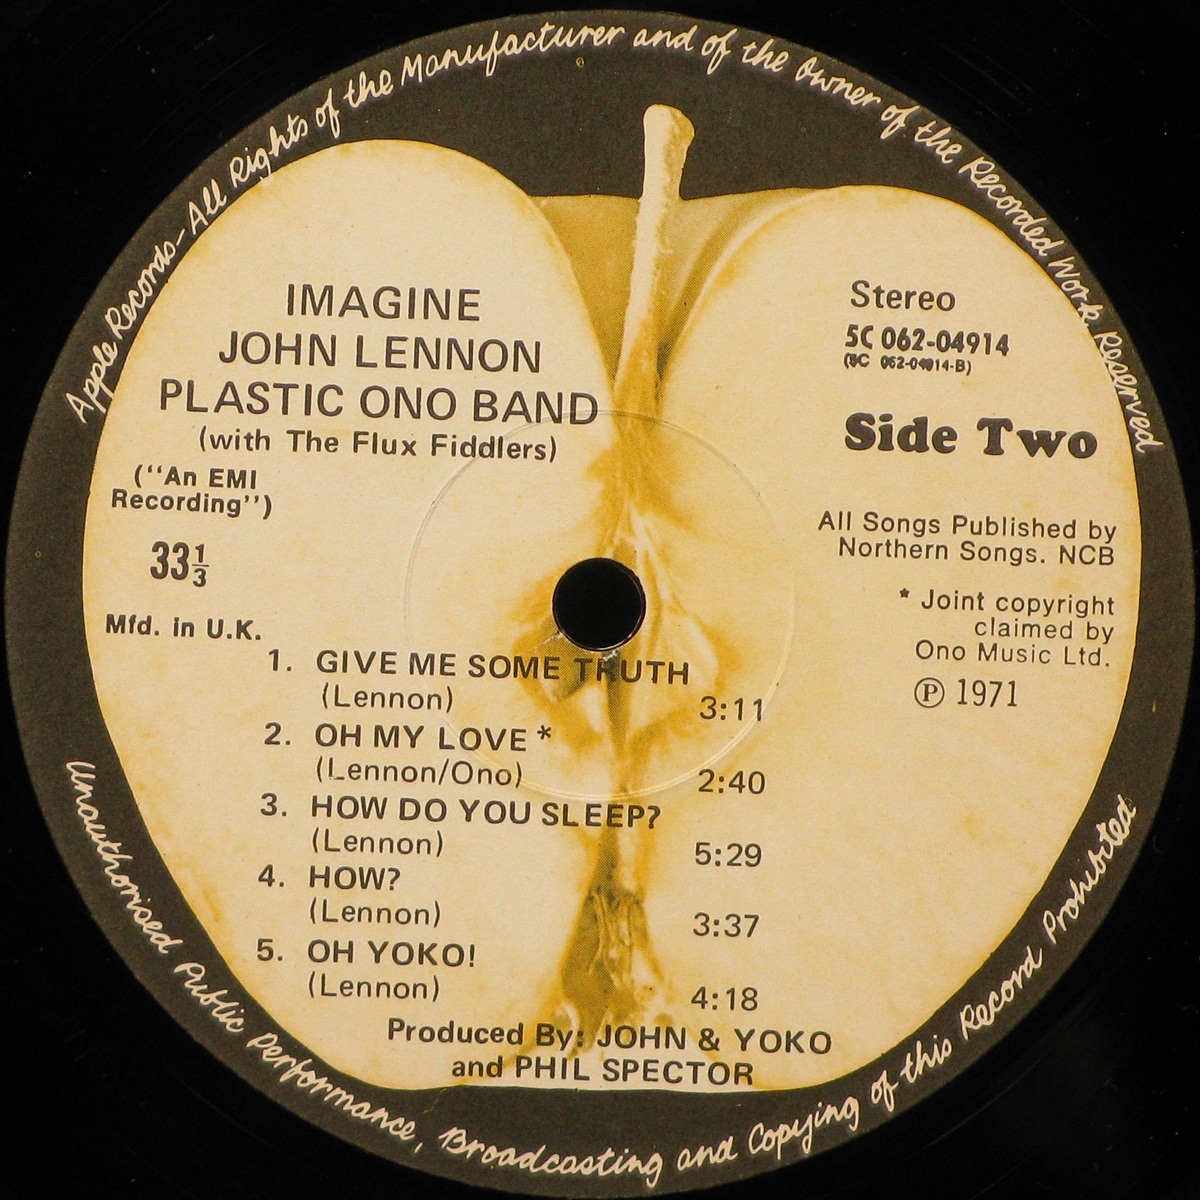 Apple Records-All Rights of the Manufacturer and of the Owner of the Recorded Work Reserved
IMAGINE
JOHN LENNON
PLASTIC ONO BAND
(with The Flux Fiddlers)
(“An EMI
Recording”)
33⅓
Mfd. in U.K.
Stereo
5C 062-04914
(5C 062-04914-B)
Side Two
All Songs Published by
Northern Songs. NCB
* Joint copyright
claimed by
Ono Music Ltd.
Ⓟ 1971
1. GIVE ME SOME TRUTH
(Lennon) 3:11
2. OH MY LOVE *
(Lennon/Ono) 2:40
3. HOW DO YOU SLEEP?
(Lennon) 5:29
4. HOW?
(Lennon) 3:37
5. OH YOKO!
(Lennon) 4:18
Produced By: JOHN & YOKO
and PHIL SPECTOR
Unauthorised Public Performance, Broadcasting and Copying of this Record Prohibited